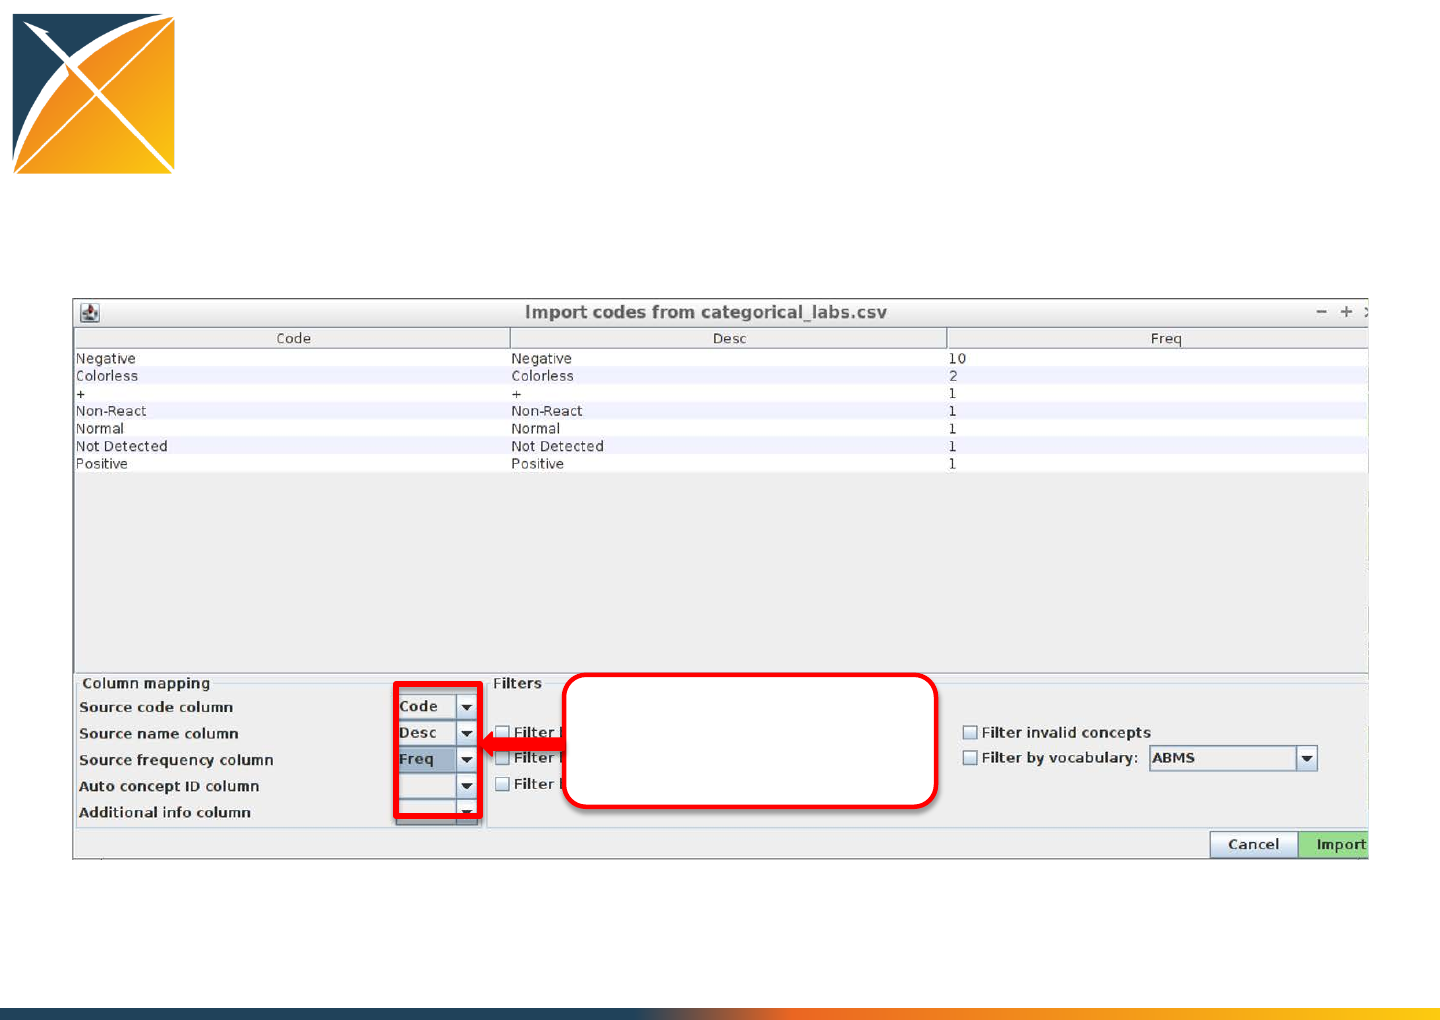 Import codes from categorical_labs.csv
Code Desc Freq
Negative Negative 10
Colorless Colorless 2
+ + 1
Non-React Non-React 1
Normal Normal 1
Not Detected Not Detected 1
Positive Positive 1
Column mapping
Source code column Code
Source name column Desc
Source frequency column Freq
Auto concept ID column
Additional info column
Filters
Filter
Filter
Filter
Filter invalid concepts
Filter by vocabulary: ABMS
Cancel Import